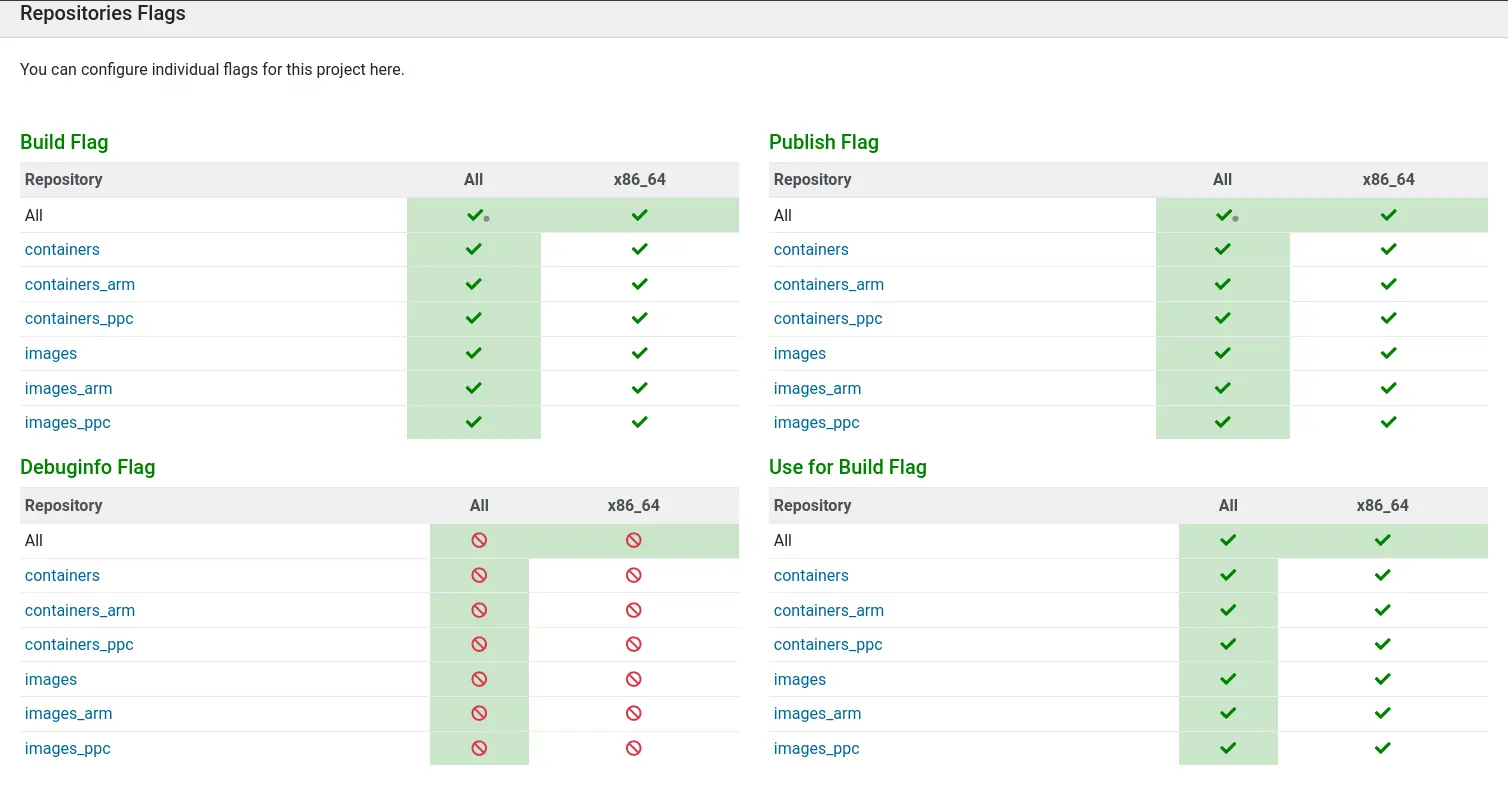 Repositories Flags
You can configure individual flags for this project here.
Build Flag
Repository All x86_64
All
containers
containers_arm
containers_ppc
images
images_arm
images_ppc
Publish Flag
Repository All x86_64
All
containers
containers_arm
containers_ppc
images
images_arm
images_ppc
Debuginfo Flag
Repository All x86_64
All
containers
containers_arm
containers_ppc
images
images_arm
images_ppc
Use for Build Flag
Repository All x86_64
All
containers
containers_arm
containers_ppc
images
images_arm
images_ppc